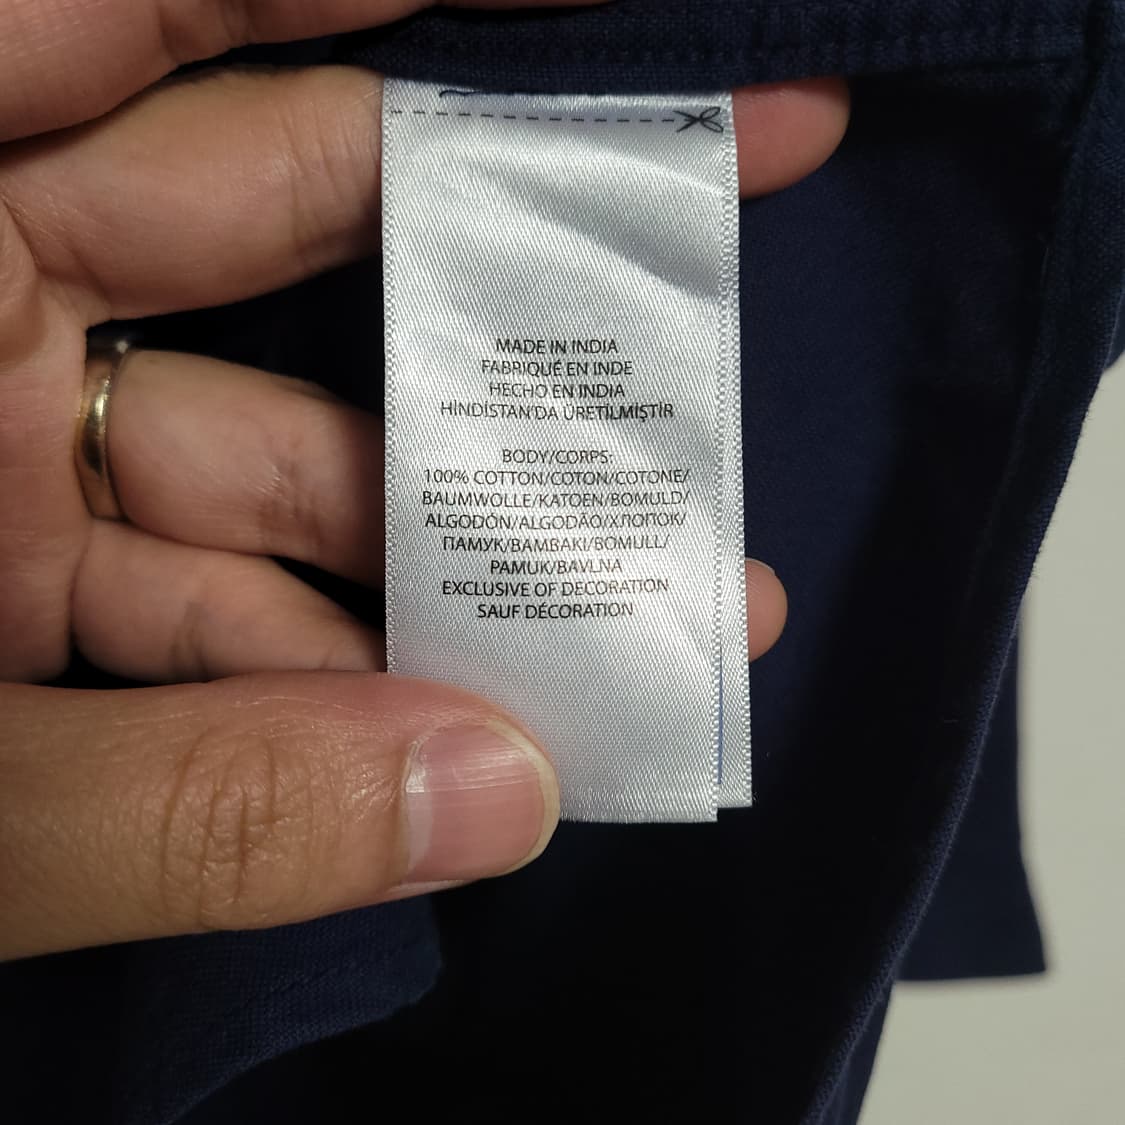 MADE IN INDIA
FABRIQUÉ EN INDE
HECHO EN INDIA
HİNDİSTAN'DA ÜRETİLMİŞTİR
BODY/CORPS:
100% COTTON/COTON/COTONE/
BAUMWOLLE/KATOEN/BOMULD/
ALGODÓN/ALGODÃO/ХЛОПОК/
ПАМУК/BAMBAKI/BOMULL/
PAMUK/BAVLNA
EXCLUSIVE OF DECORATION
SAUF DÉCORATION